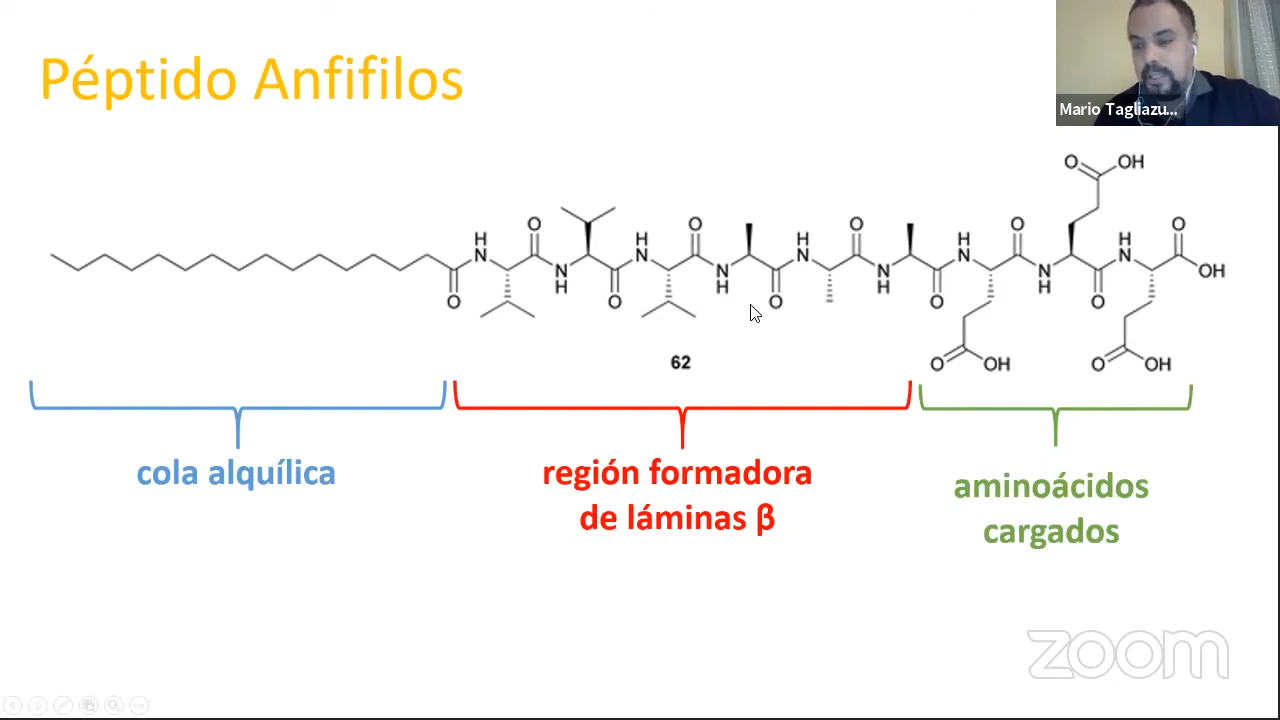 Péptido Anfifilos
Mario Tagliazu...
O OH
O O O O O
H H H H H
N N N N N OH
N N N N
H H H H
O O O O O
O OH O OH
62
cola alquílica
región formadora
de láminas β
aminoácidos
cargados
zoom